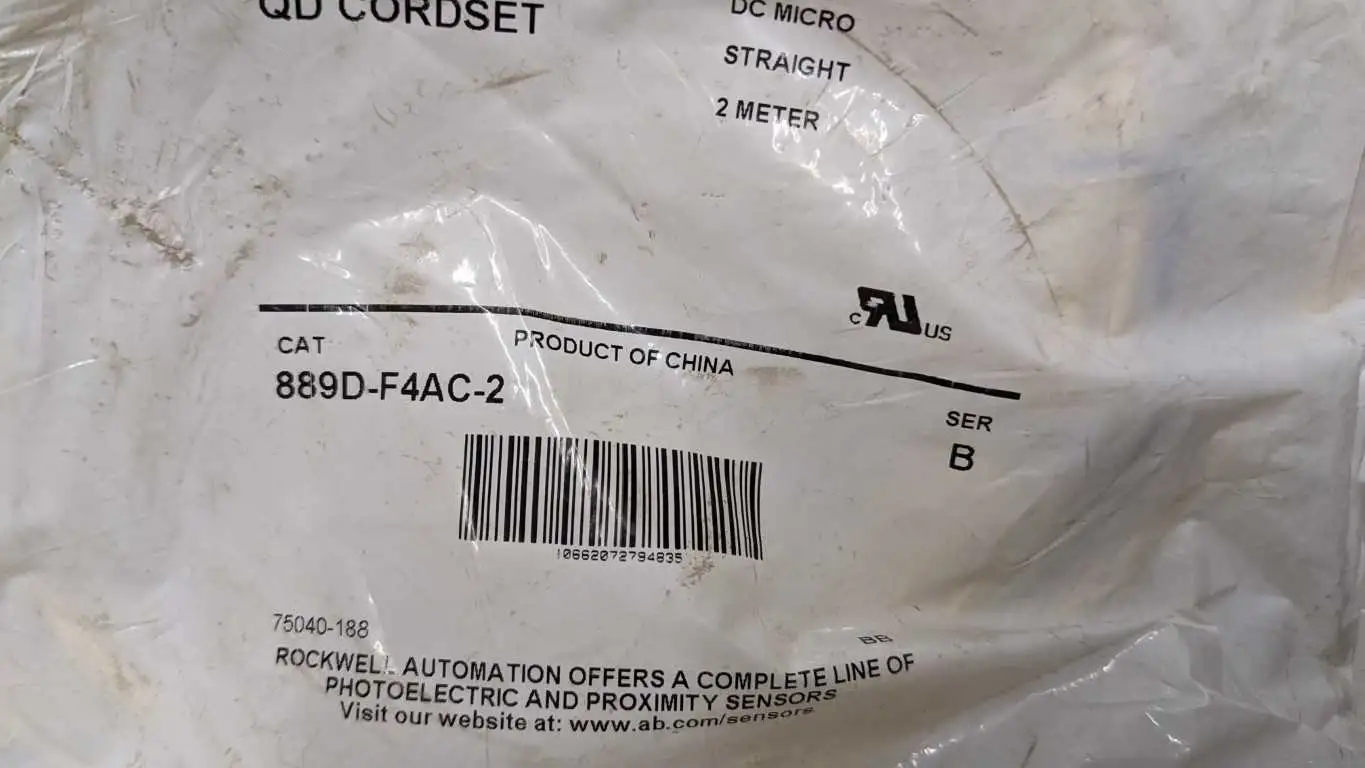 QD CORDSET
DC MICRO
STRAIGHT
2 METER
c RU US
CAT
PRODUCT OF CHINA
889D-F4AC-2
SER
B
10662072794835
75040-188
BB
ROCKWELL AUTOMATION OFFERS A COMPLETE LINE OF
PHOTOELECTRIC AND PROXIMITY SENSORS
Visit our website at: www.ab.com/sensors